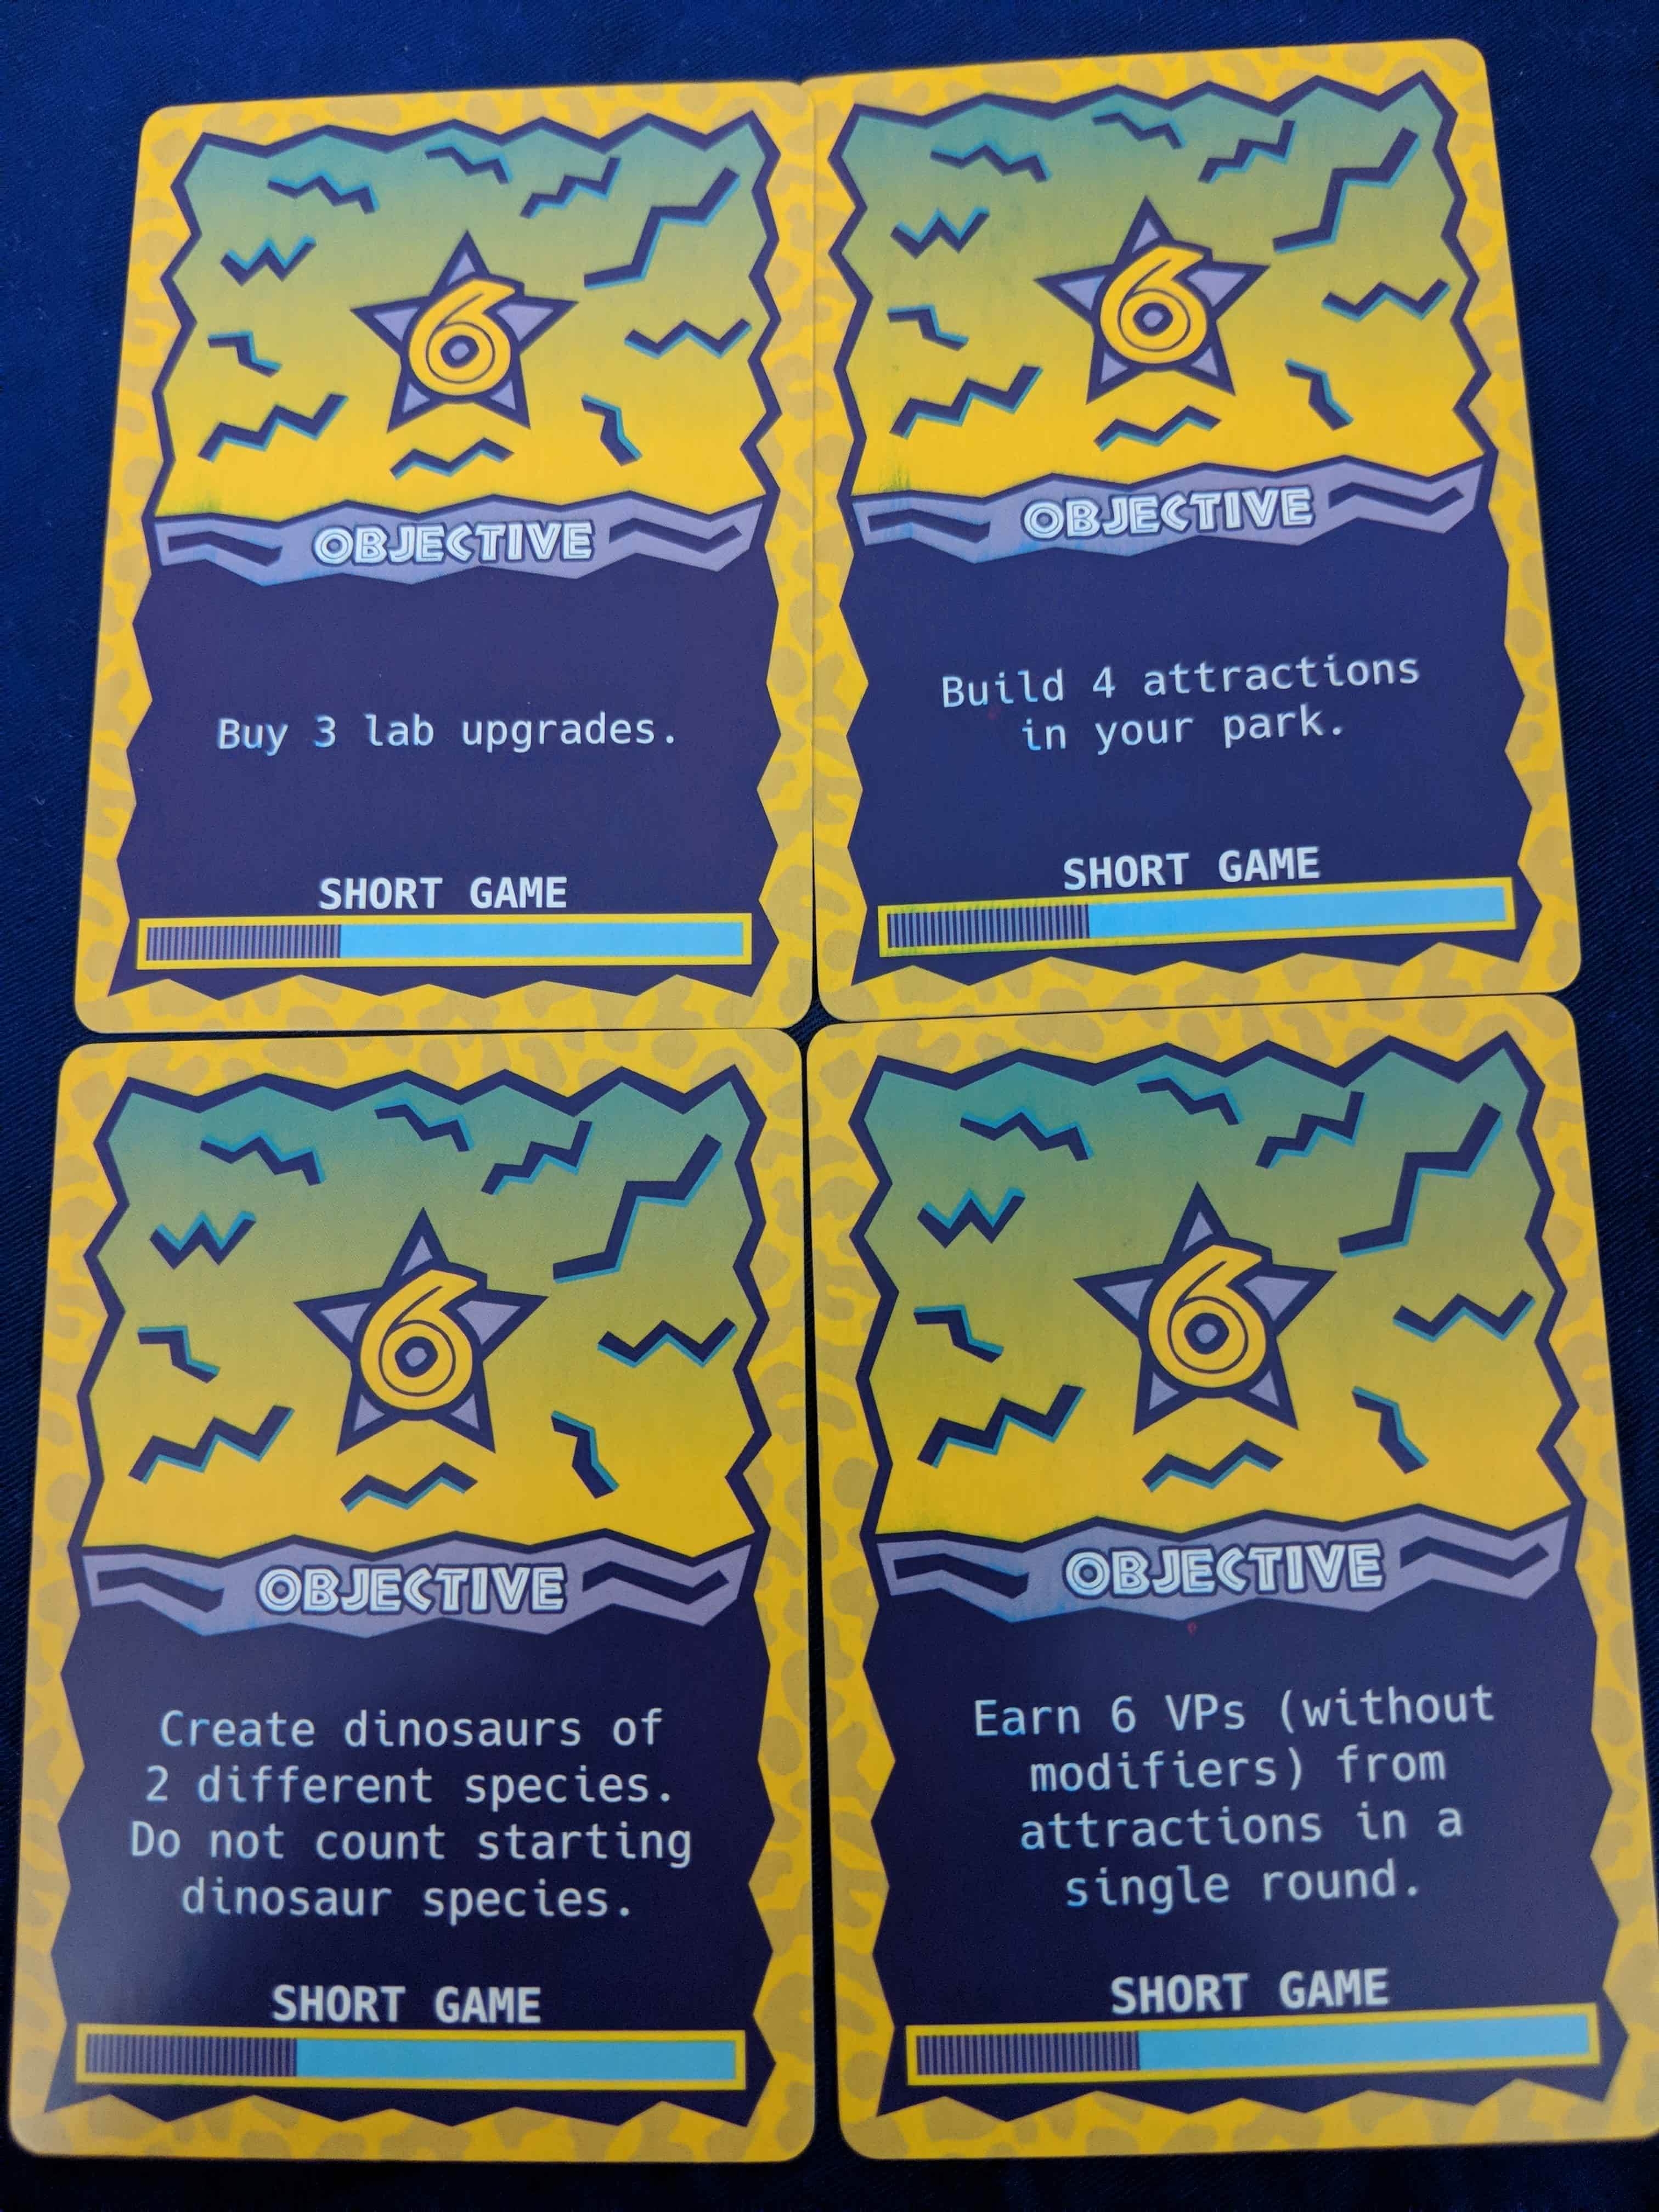 6
OBJECTIVE
Buy 3 lab upgrades.
SHORT GAME
6
OBJECTIVE
Build 4 attractions
in your park.
SHORT GAME
6
OBJECTIVE
Create dinosaurs of
2 different species.
Do not count starting
dinosaur species.
SHORT GAME
6
OBJECTIVE
Earn 6 VPs (without
modifiers) from
attractions in a
single round.
SHORT GAME